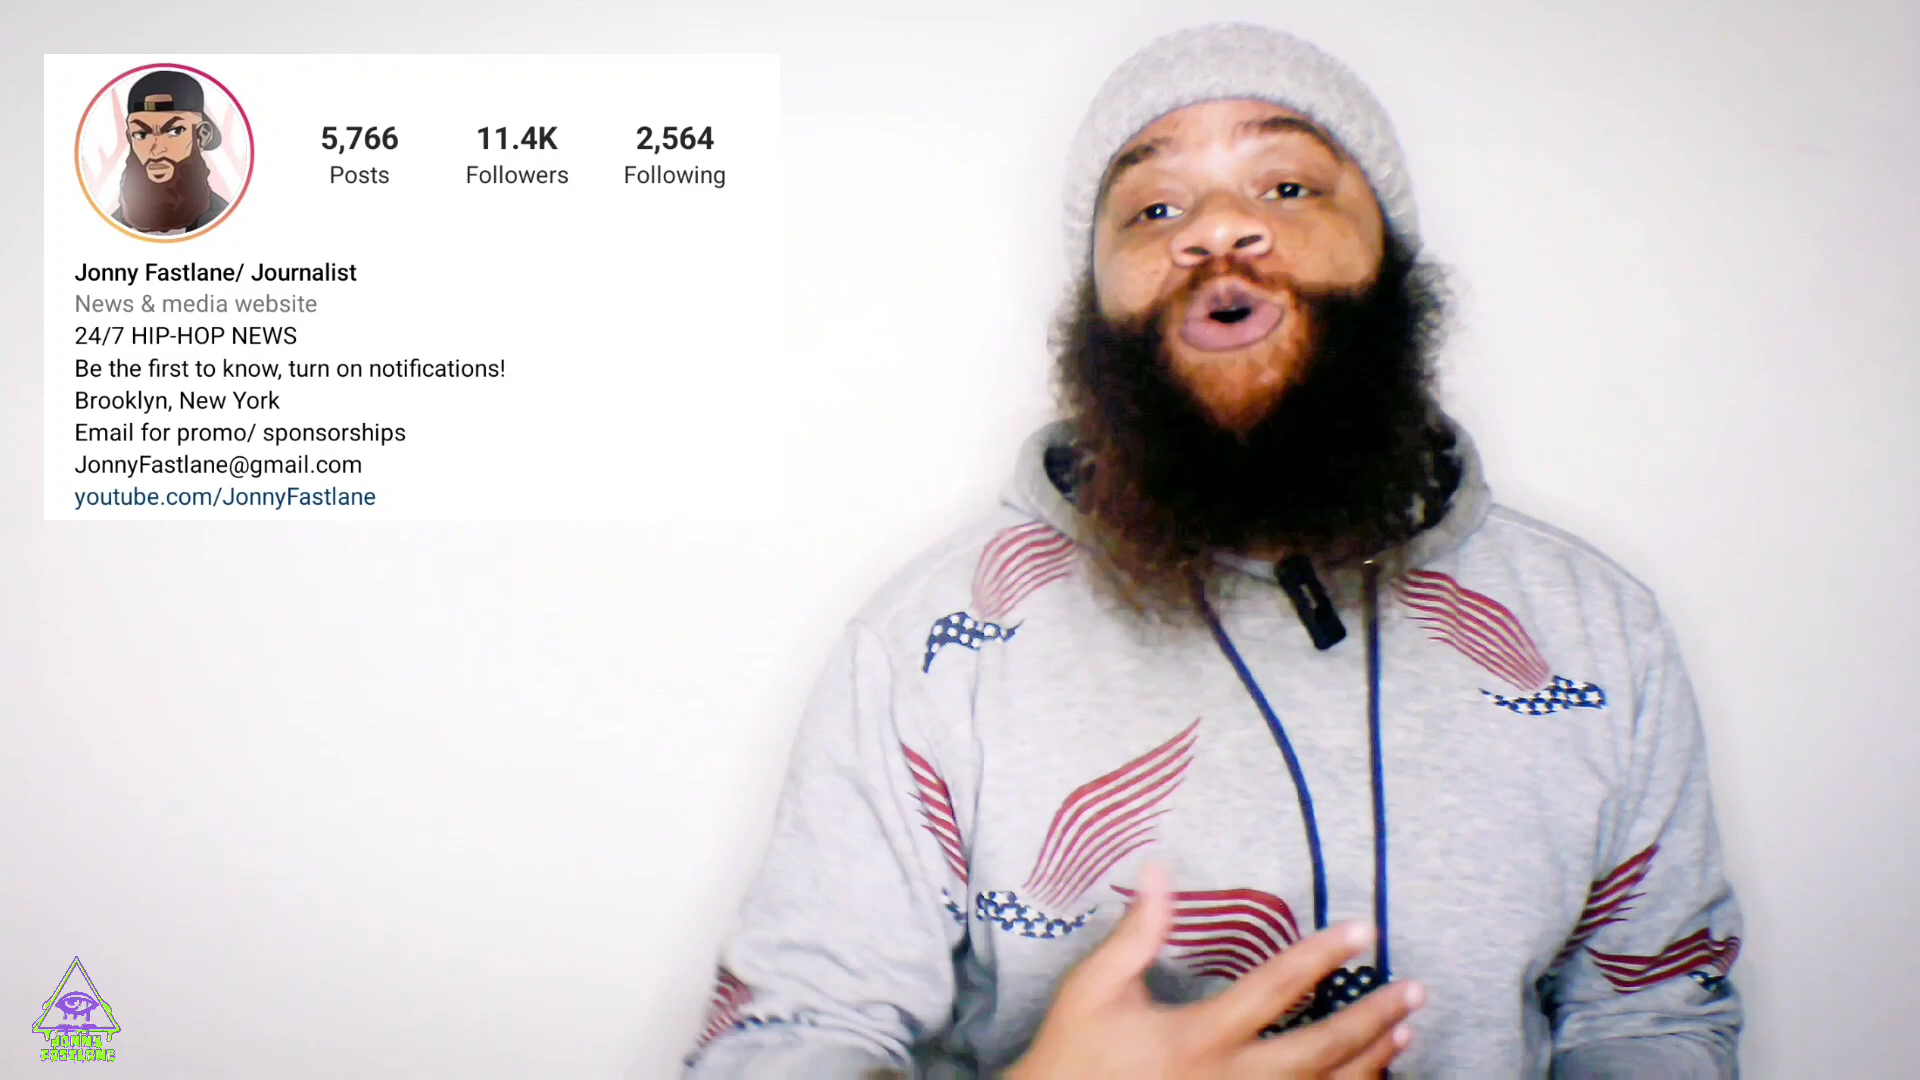 5,766 11.4K 2,564
Posts Followers Following
Jonny Fastlane/ Journalist
News & media website
24/7 HIP-HOP NEWS
Be the first to know, turn on notifications!
Brooklyn, New York
Email for promo/ sponsorships
JonnyFastlane@gmail.com
youtube.com/JonnyFastlane
JONNY
FASTLANE